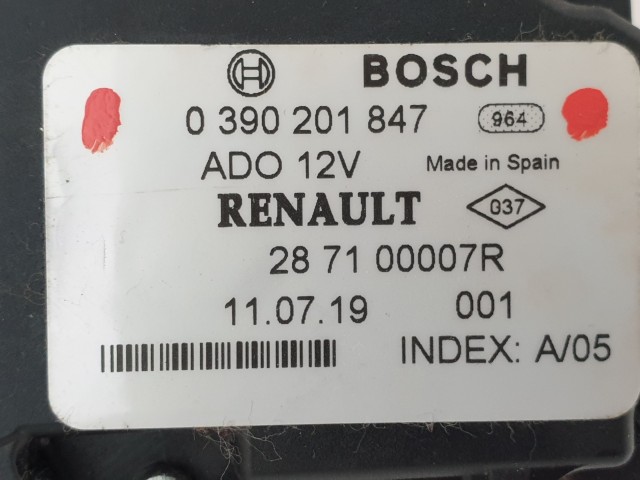 BOSCH
0 390 201 847 964
ADO 12V Made in Spain
RENAULT 037
28 71 00007R
11.07.19 001
INDEX: A/05